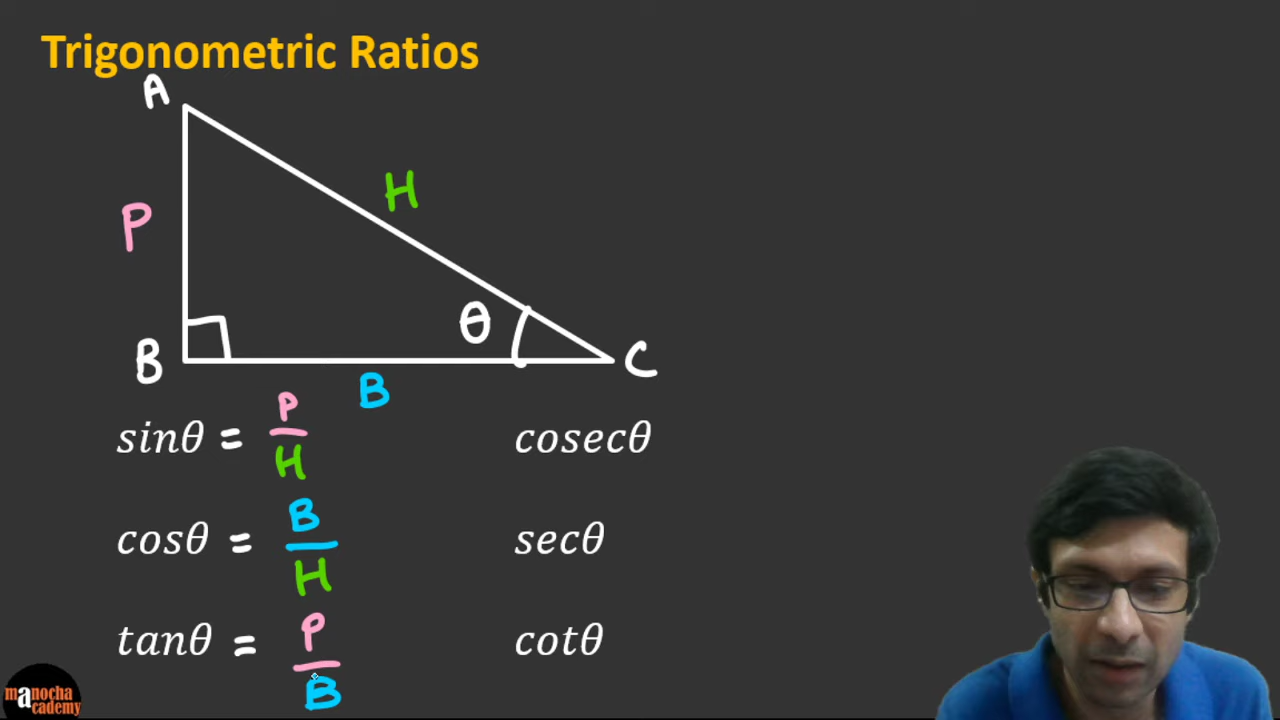 Trigonometric Ratios
A
H
P
θ
B
C
B
sinθ = P/H
cosecθ
cosθ = B/H
secθ
tanθ = P/B
cotθ
manocha
academy